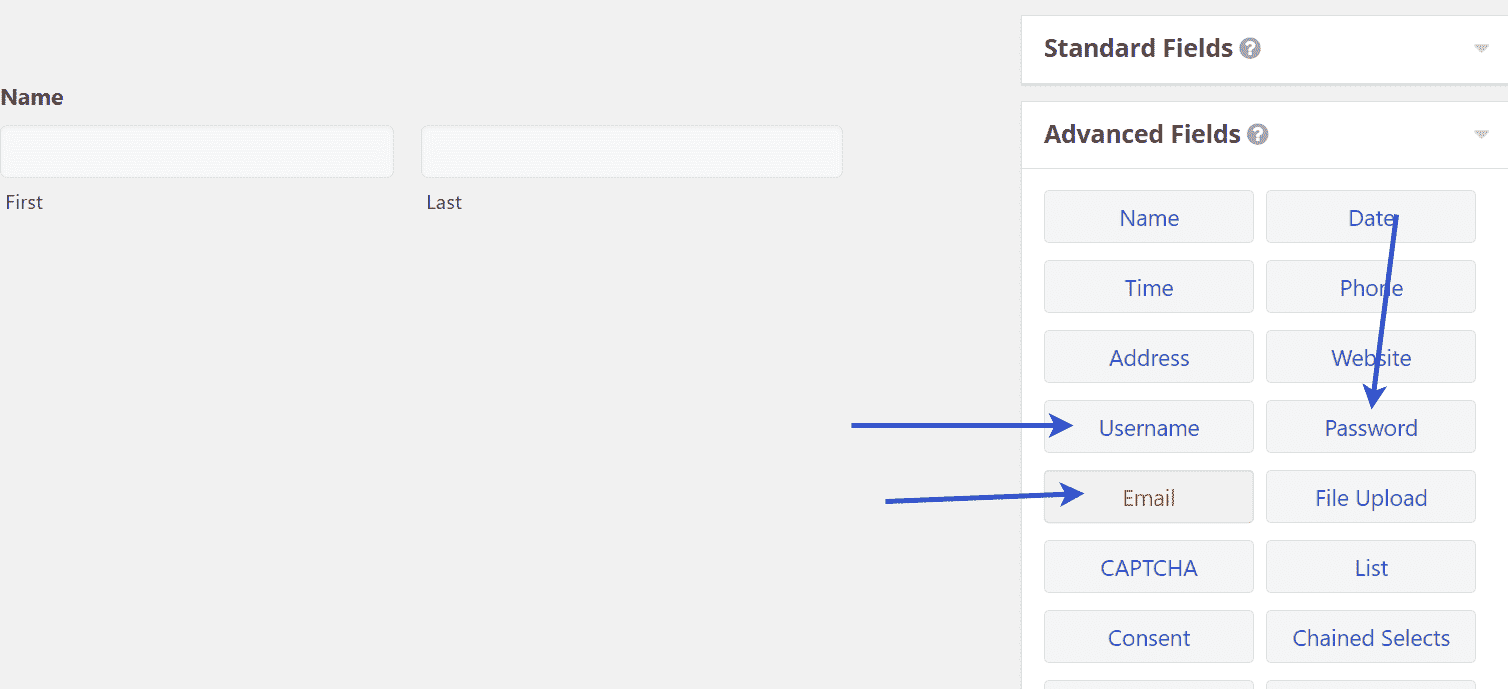 Name
First
Last
Standard Fields ?
Advanced Fields ?
Name
Date
Time
Phone
Address
Website
Username
Password
Email
File Upload
CAPTCHA
List
Consent
Chained Selects